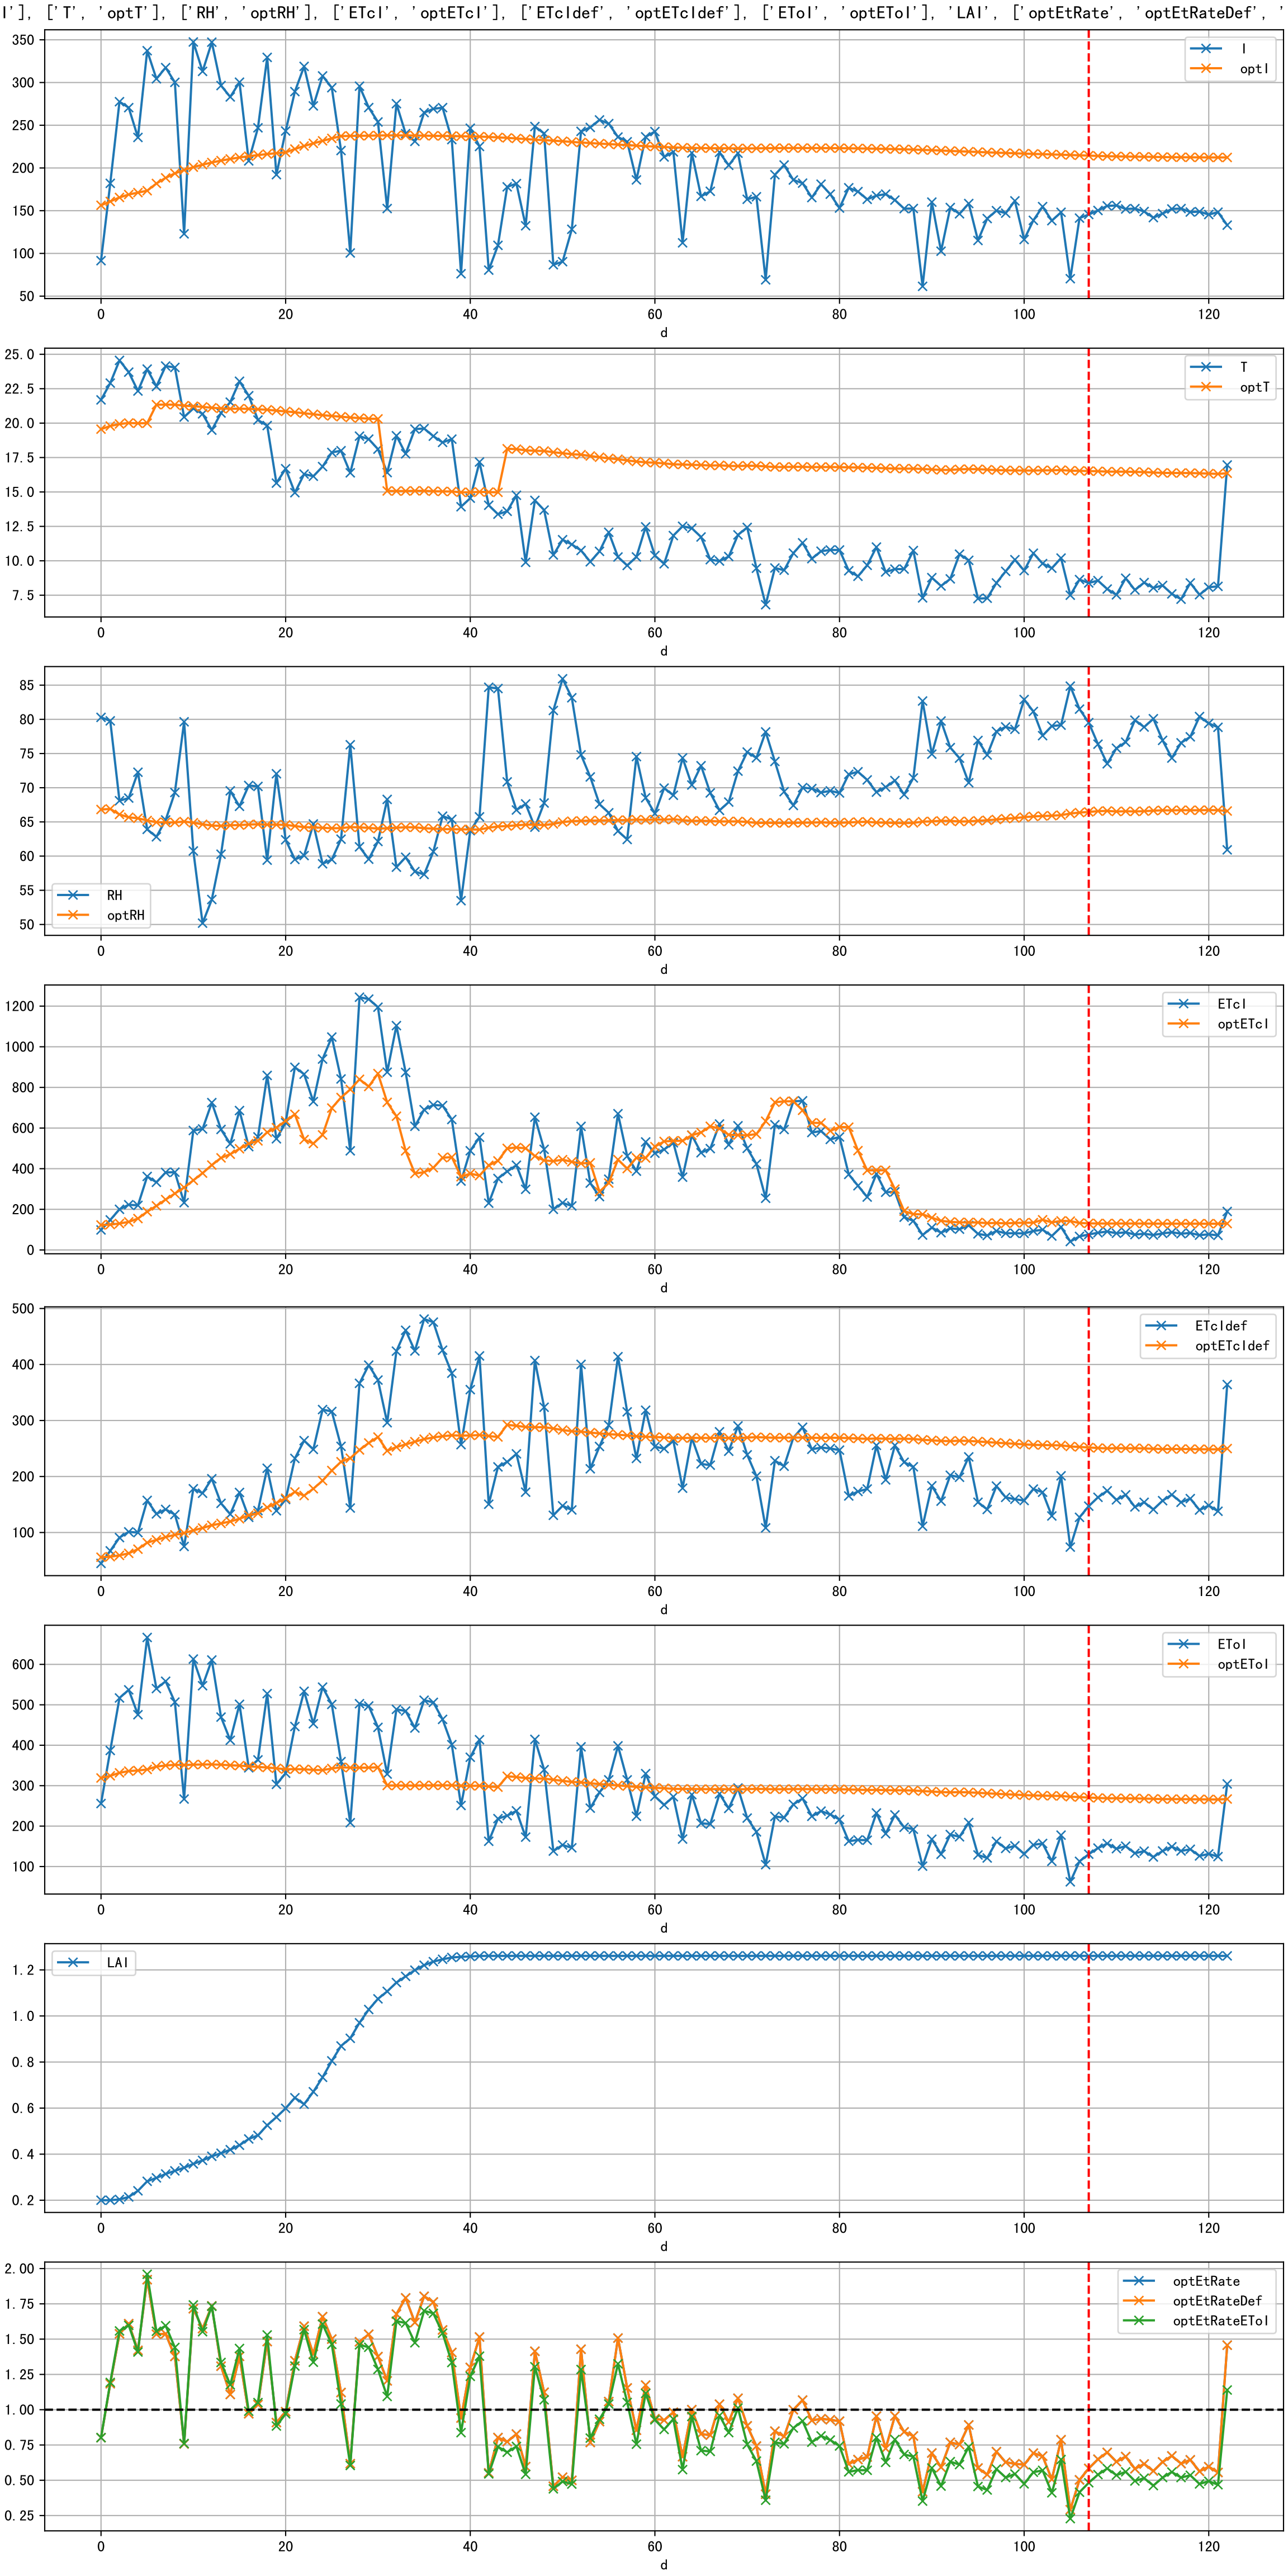 I'], ['T', 'optT'], ['RH', 'optRH'], ['ETcI', 'optETcI'], ['ETcIdef', 'optETcIdef'], ['EToI', 'optEToI'], 'LAI', ['optEtRate', 'optEtRateDef', '
350
300
250
200
150
100
50
I
optI
0 20 40 60 80 100 120
d
25.0
22.5
20.0
17.5
15.0
12.5
10.0
7.5
T
optT
0 20 40 60 80 100 120
d
85
80
75
70
65
60
55
50
RH
optRH
0 20 40 60 80 100 120
d
1200
1000
800
600
400
200
0
ETcI
optETcI
0 20 40 60 80 100 120
d
500
400
300
200
100
ETcIdef
optETcIdef
0 20 40 60 80 100 120
d
600
500
400
300
200
100
EToI
optEToI
0 20 40 60 80 100 120
d
1.2
1.0
0.8
0.6
0.4
0.2
LAI
0 20 40 60 80 100 120
d
2.00
1.75
1.50
1.25
1.00
0.75
0.50
0.25
optEtRate
optEtRateDef
optEtRateEToI
0 20 40 60 80 100 120
d